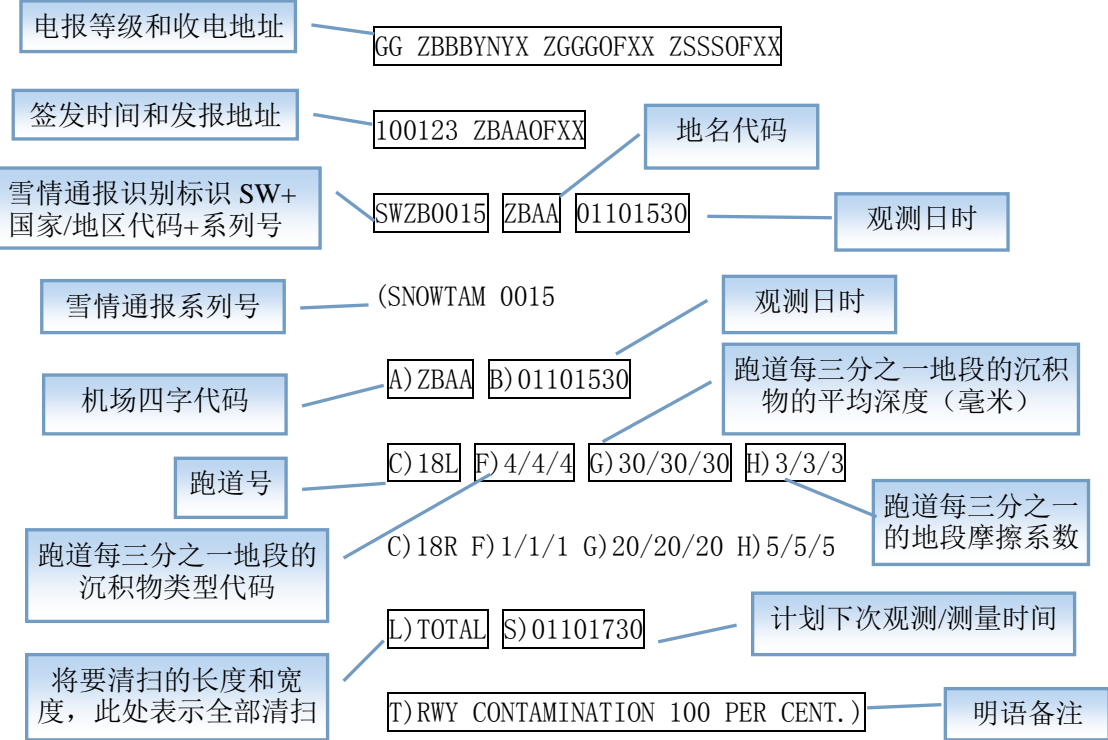 电报等级和收电地址
GG ZBBBYNYX ZGGGOFXX ZSSSOFXX
签发时间和发报地址
100123 ZBAAOFXX
地名代码
雪情通报识别标识 SW+
国家/地区代码+系列号
SWZB0015 ZBAA 01101530
观测日时
雪情通报系列号
(SNOWTAM 0015
观测日时
机场四字代码
A)ZBAA B)01101530
跑道每三分之一地段的沉积
物的平均深度（毫米）
跑道号
C)18L F)4/4/4 G)30/30/30 H)3/3/3
跑道每三分之一
的地段摩擦系数
跑道每三分之一地段的
沉积物类型代码
C)18R F)1/1/1 G)20/20/20 H)5/5/5
L)TOTAL S)01101730
计划下次观测/测量时间
将要清扫的长度和宽
度，此处表示全部清扫
T)RWY CONTAMINATION 100 PER CENT.)
明语备注